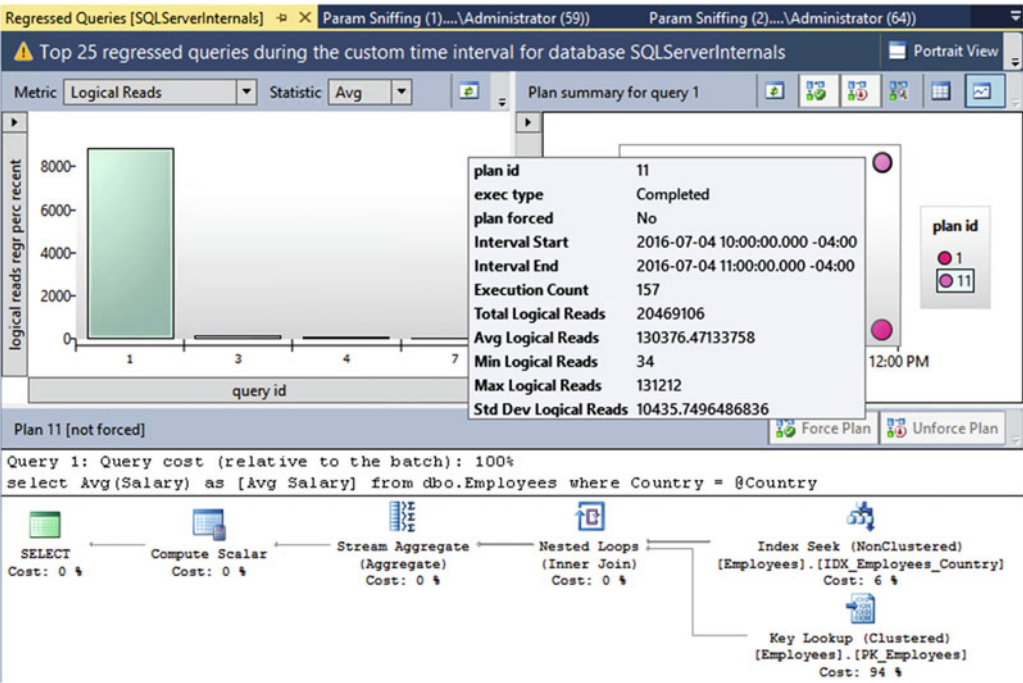 Regressed Queries [SQLServerInternals] Param Sniffing (1)....\Administrator (59)) Param Sniffing (2)....\Administrator (64))
Top 25 regressed queries during the custom time interval for database SQLServerInternals Portrait View
Metric Logical Reads Statistic Avg Plan summary for query 1
logical reads regr perc recent
8000
6000
4000
2000
0
1 3 4 7
query id
plan id 11
exec type Completed
plan forced No
Interval Start 2016-07-04 10:00:00.000 -04:00
Interval End 2016-07-04 11:00:00.000 -04:00
Execution Count 157
Total Logical Reads 20469106
Avg Logical Reads 130376.47133758
Min Logical Reads 34
Max Logical Reads 131212
Std Dev Logical Reads 10435.7496486836
12:00 PM
plan id
1
11
Plan 11 [not forced] Force Plan Unforce Plan
Query 1: Query cost (relative to the batch): 100%
select Avg(Salary) as [Avg Salary] from dbo.Employees where Country = @Country
SELECT
Cost: 0 %
Compute Scalar
Cost: 0 %
Stream Aggregate
(Aggregate)
Cost: 0 %
Nested Loops
(Inner Join)
Cost: 0 %
Index Seek (NonClustered)
[Employees].[IDX_Employees_Country]
Cost: 6 %
Key Lookup (Clustered)
[Employees].[PK_Employees]
Cost: 94 %